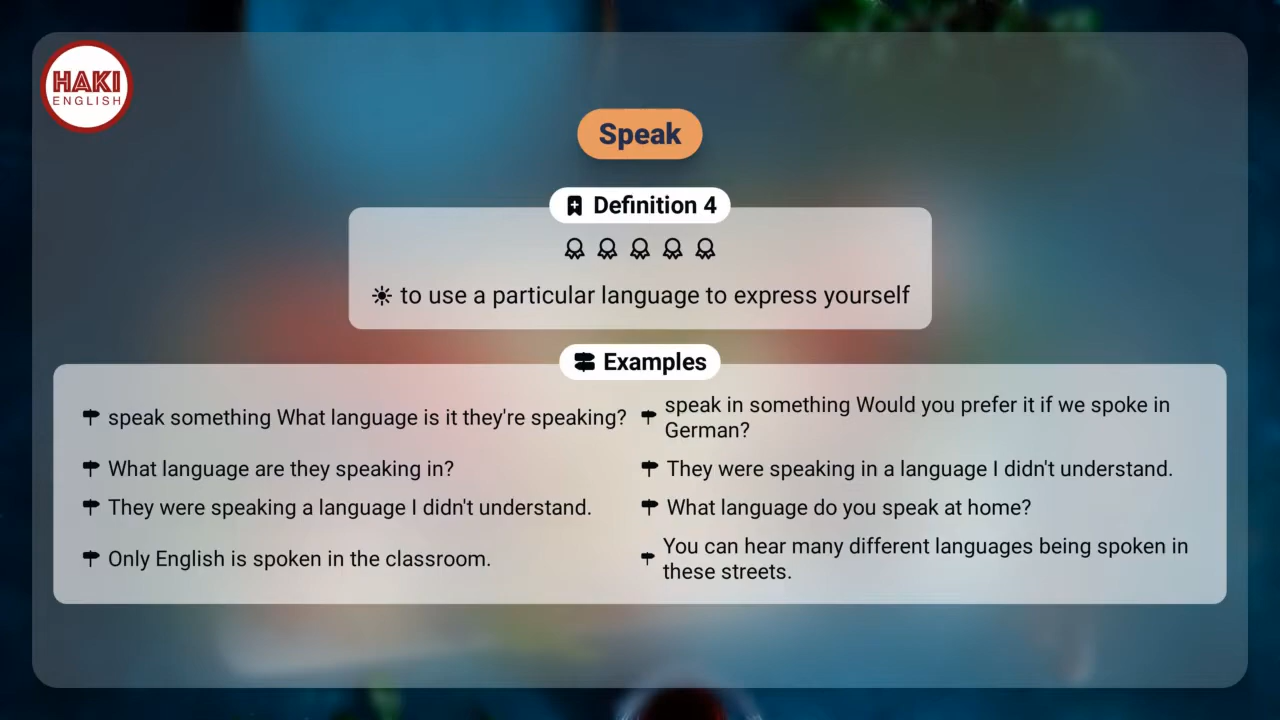 HAKI
ENGLISH
Speak
Definition 4
to use a particular language to express yourself
Examples
speak something What language is it they're speaking?
speak in something Would you prefer it if we spoke in
German?
What language are they speaking in?
They were speaking in a language I didn't understand.
They were speaking a language I didn't understand.
What language do you speak at home?
Only English is spoken in the classroom.
You can hear many different languages being spoken in
these streets.